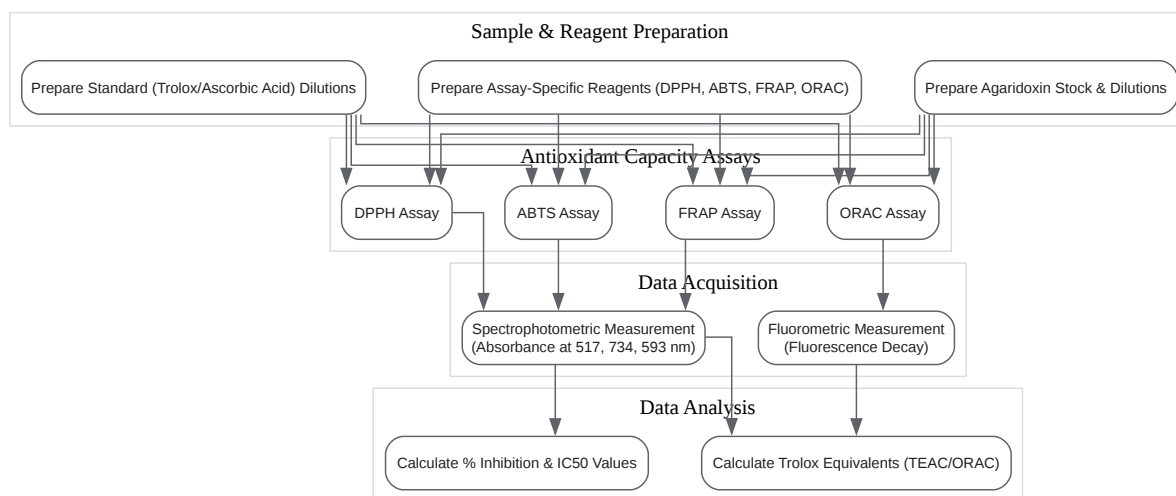 Sample & Reagent Preparation
Prepare Standard (Trolox/Ascorbic Acid) Dilutions
Prepare Assay-Specific Reagents (DPPH, ABTS, FRAP, ORAC)
Prepare Agaridoxin Stock & Dilutions
Antioxidant Capacity Assays
DPPH Assay
ABTS Assay
FRAP Assay
ORAC Assay
Data Acquisition
Spectrophotometric Measurement
(Absorbance at 517, 734, 593 nm)
Fluorometric Measurement
(Fluorescence Decay)
Data Analysis
Calculate % Inhibition & IC50 Values
Calculate Trolox Equivalents (TEAC/ORAC)